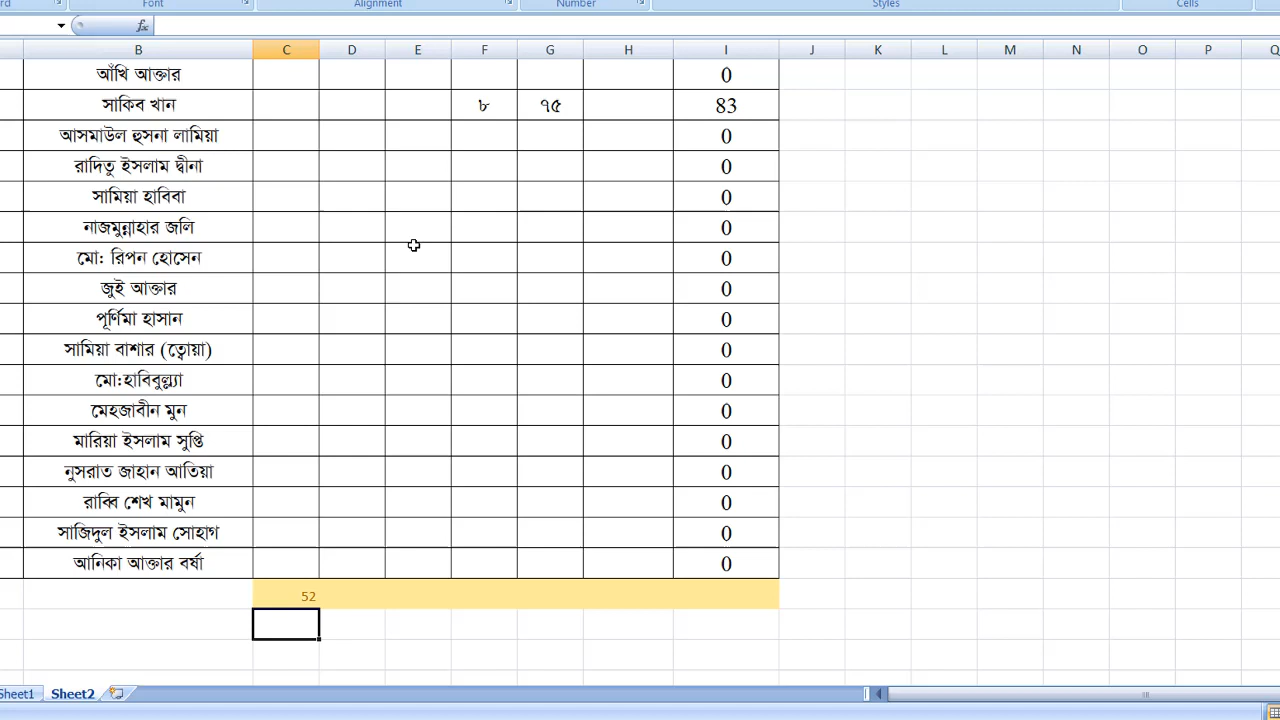 Font Alignment Number Styles Cells
fx
B C D E F G H I J K L M N O P Q
আঁখি আক্তার 0
সাকিব খান ৮ ৭৫ 83
আসমাউল হুসনা লামিয়া 0
রাদিতু ইসলাম দ্বীনা 0
সামিয়া হাবিবা 0
নাজমুন্নাহার জলি 0
মো: রিপন হোসেন 0
জুই আক্তার 0
পূর্ণিমা হাসান 0
সামিয়া বাশার (ত্বোয়া) 0
মো:হাবিবুল্ল্যা 0
মেহজাবীন মুন 0
মারিয়া ইসলাম সুপ্তি 0
নুসরাত জাহান আতিয়া 0
রাব্বি শেখ মামুন 0
সাজিদুল ইসলাম সোহাগ 0
আনিকা আক্তার বর্ষা 0
52
Sheet1 Sheet2